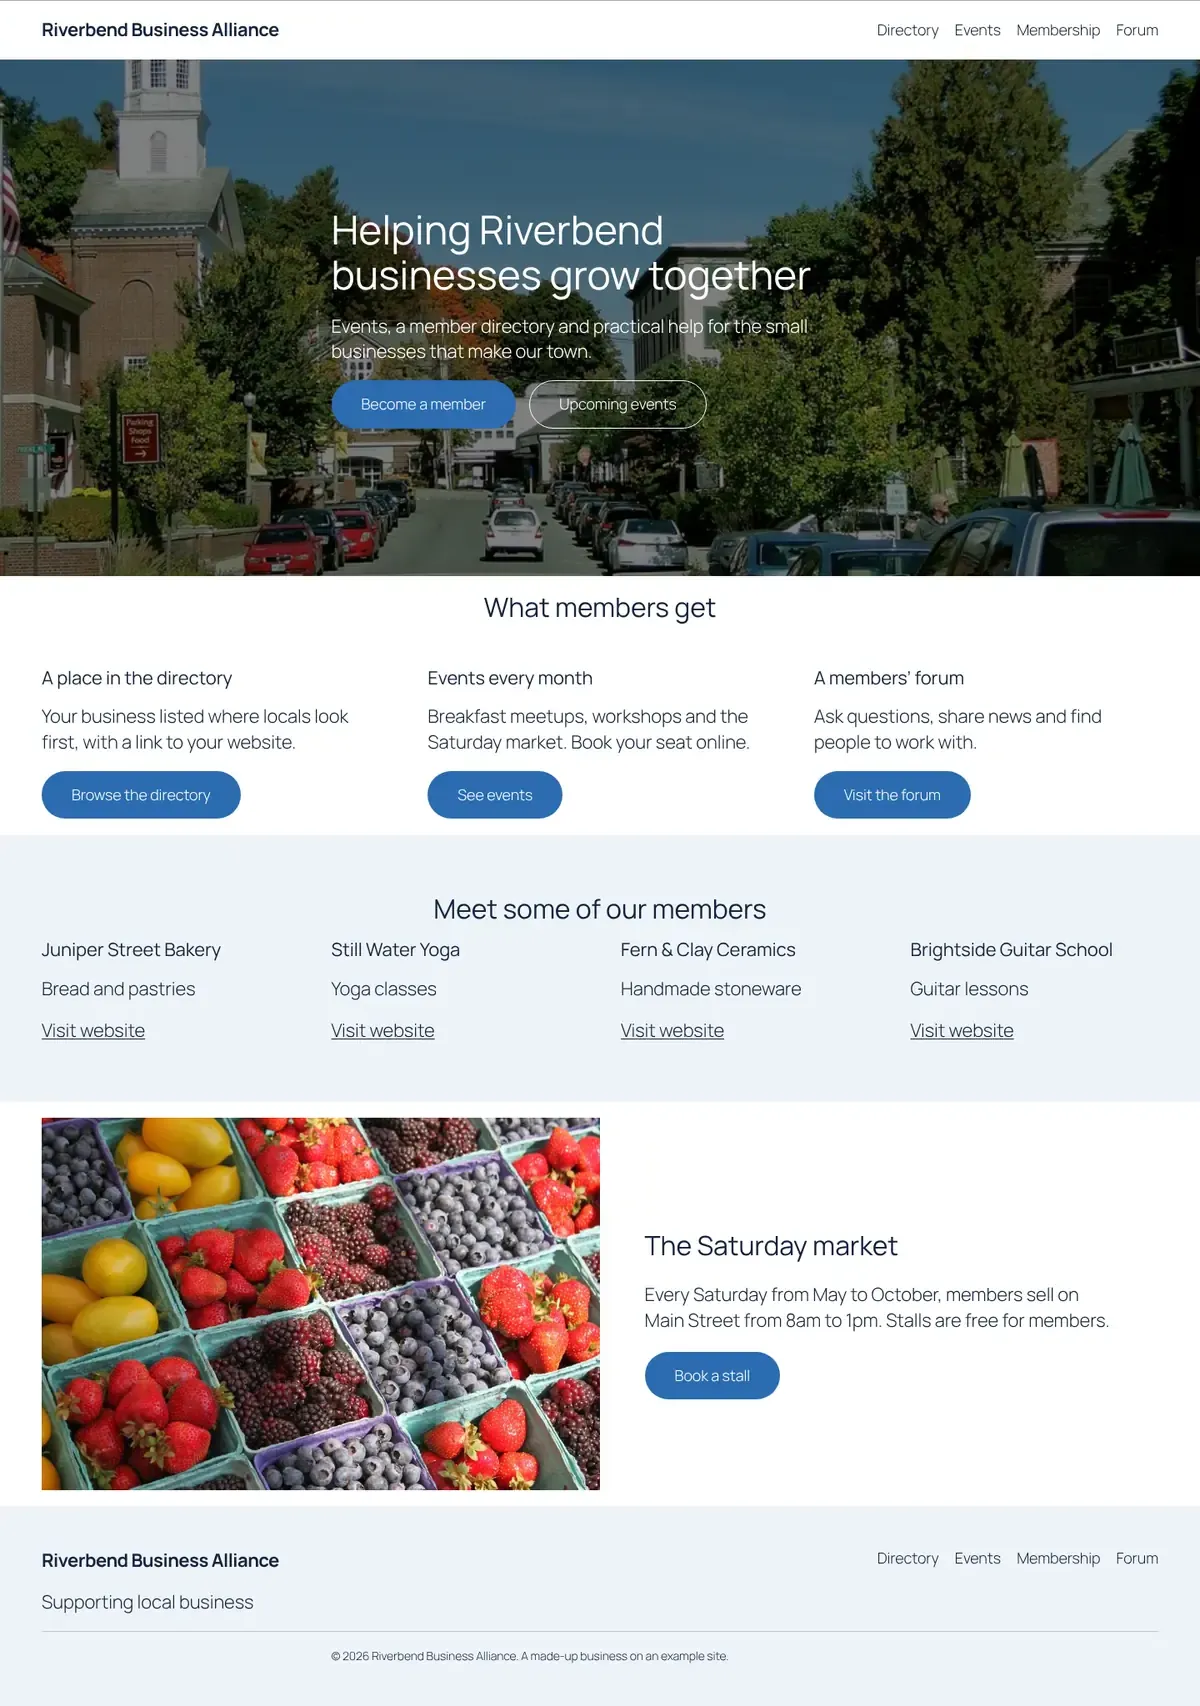 Riverbend Business Alliance
Directory Events Membership Forum
Helping Riverbend
businesses grow together
Events, a member directory and practical help for the small
businesses that make our town.
Become a member
Upcoming events
Parking
Shops
Food
What members get
A place in the directory
Your business listed where locals look
first, with a link to your website.
Browse the directory
Events every month
Breakfast meetups, workshops and the
Saturday market. Book your seat online.
See events
A members’ forum
Ask questions, share news and find
people to work with.
Visit the forum
Meet some of our members
Juniper Street Bakery
Bread and pastries
Visit website
Still Water Yoga
Yoga classes
Visit website
Fern & Clay Ceramics
Handmade stoneware
Visit website
Brightside Guitar School
Guitar lessons
Visit website
The Saturday market
Every Saturday from May to October, members sell on
Main Street from 8am to 1pm. Stalls are free for members.
Book a stall
Riverbend Business Alliance
Supporting local business
Directory Events Membership Forum
© 2026 Riverbend Business Alliance. A made-up business on an example site.